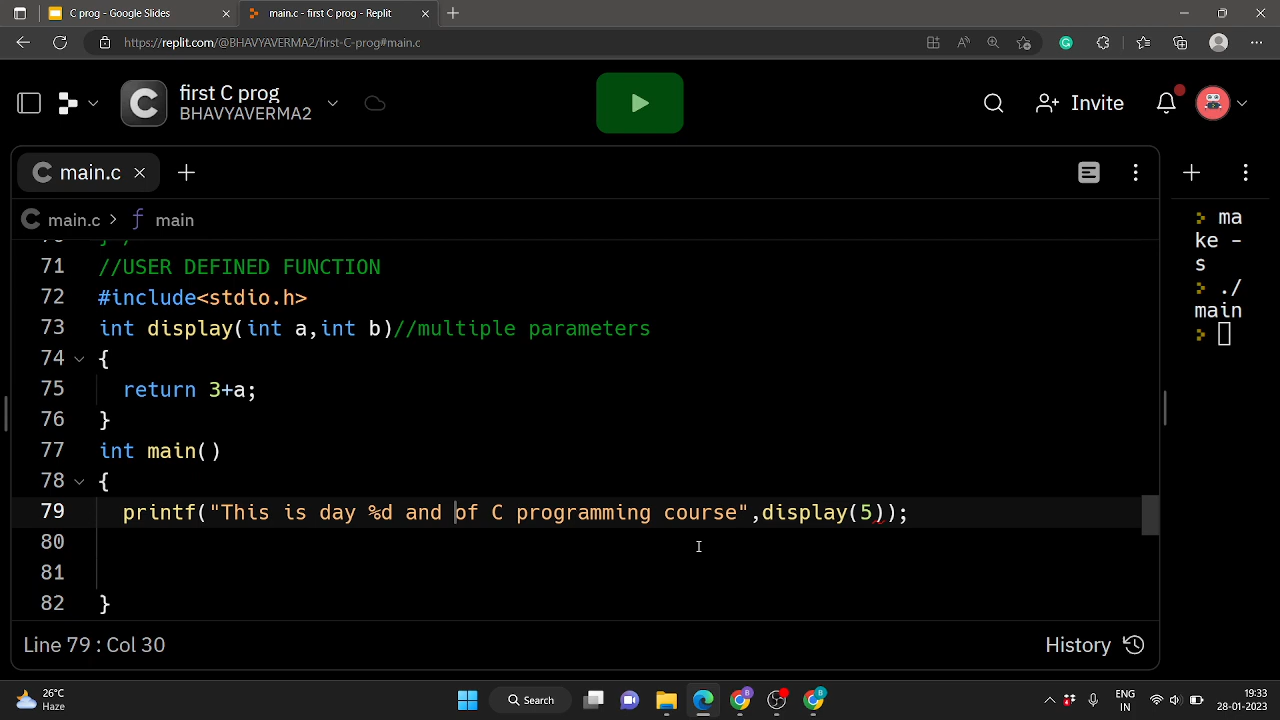 C prog - Google Slides
main.c - first C prog - Replit
https://replit.com/@BHAVYAVERMA2/first-C-prog#main.c
first C prog
BHAVYAVERMA2
Invite
main.c
main.c > main
71 //USER DEFINED FUNCTION
72 #include<stdio.h>
73 int display(int a,int b)//multiple parameters
74 {
75 return 3+a;
76 }
77 int main()
78 {
79 printf("This is day %d and of C programming course",display(5));
80
81
82 }
Line 79 : Col 30
History
> ma
ke -
s
> ./
main
>
26°C
Haze
Search
ENG
IN
19:33
28-01-2023